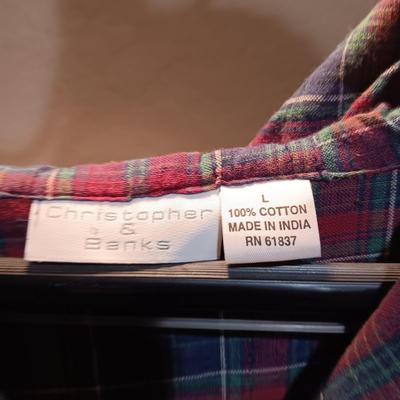 Christopher
&
Banks
L
100% COTTON
MADE IN INDIA
RN 61837